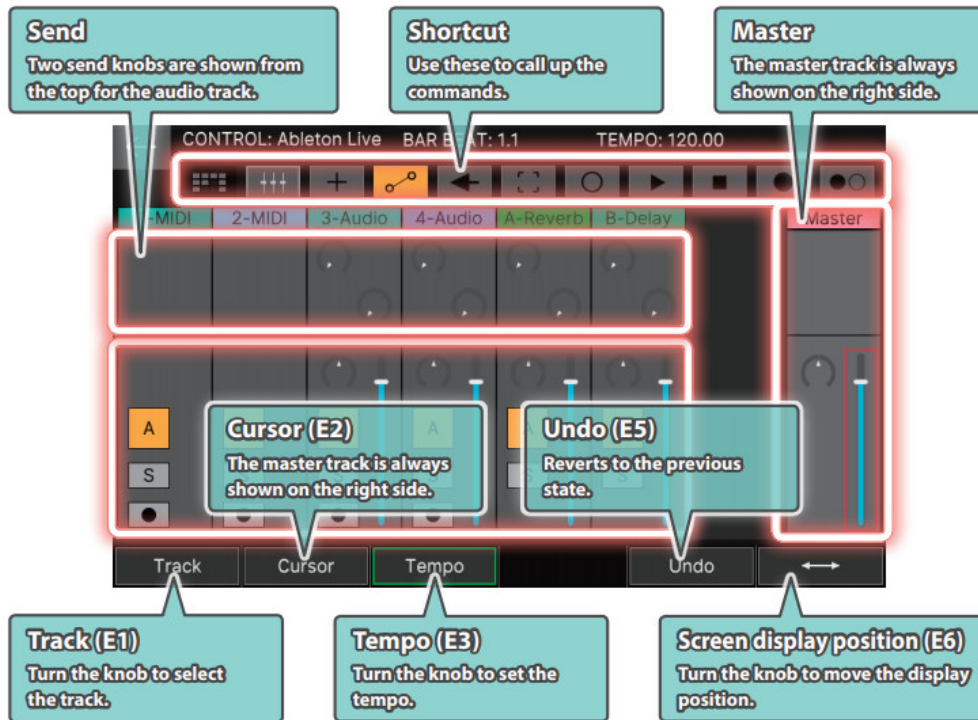 Send
Two send knobs are shown from
the top for the audio track.
Shortcut
Use these to call up the
commands.
Master
The master track is always
shown on the right side.
CONTROL: Ableton Live BAR BEAT: 1.1 TEMPO: 120.00
-MIDI 2-MIDI 3-Audio 4-Audio A-Reverb B-Delay Master
A
S
Cursor (E2)
The master track is always
shown on the right side.
A
A
S
Undo (E5)
Reverts to the previous
state.
S
Track Cursor Tempo Undo
Track (E1)
Turn the knob to select
the track.
Tempo (E3)
Turn the knob to set the
tempo.
Screen display position (E6)
Turn the knob to move the display
position.